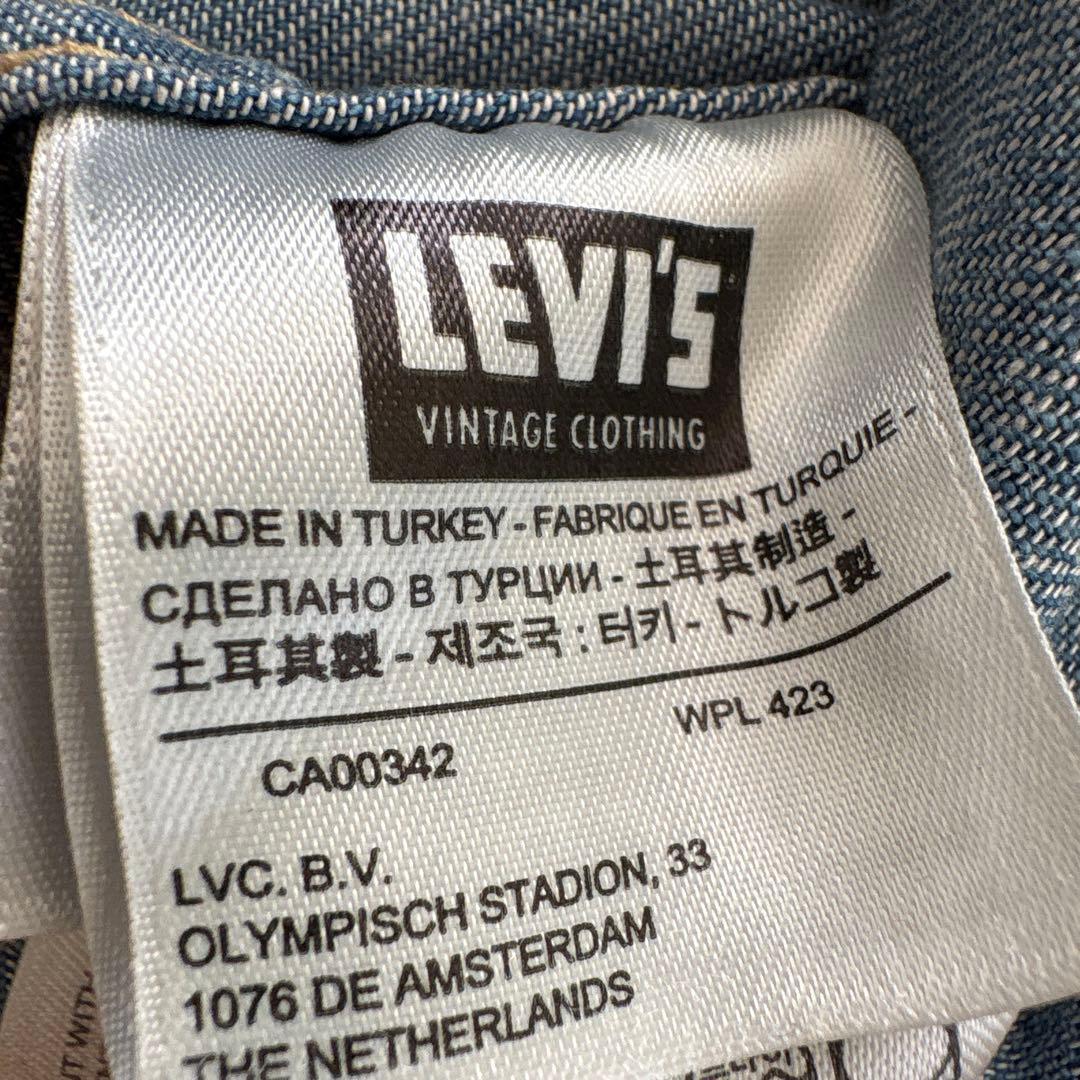 LEVI'S
VINTAGE CLOTHING
MADE IN TURKEY - FABRIQUE EN TURQUIE -
СДЕЛАНО В ТУРЦИИ - 土耳其制造 -
土耳其製 - 제조국 : 터키 - トルコ製
CA00342 WPL 423
LVC. B.V.
OLYMPISCH STADION, 33
1076 DE AMSTERDAM
THE NETHERLANDS